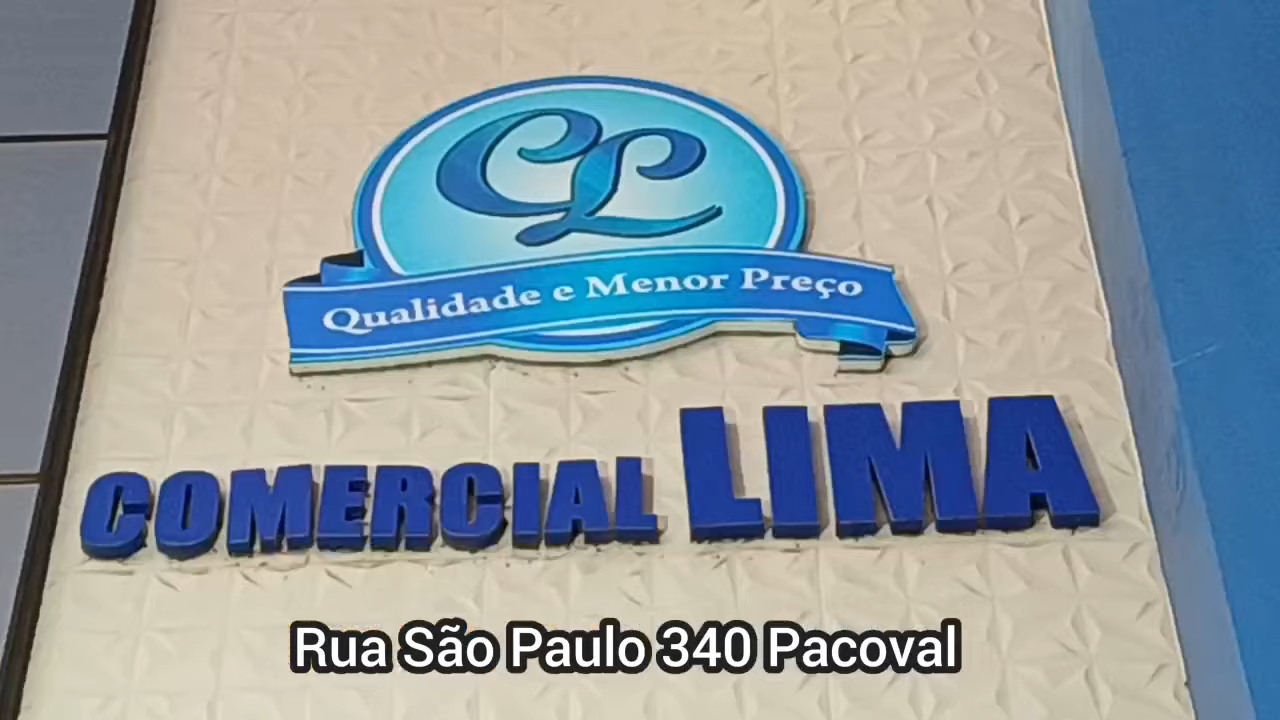 CL
Qualidade e Menor Preço
COMERCIAL LIMA
Rua São Paulo 340 Pacoval